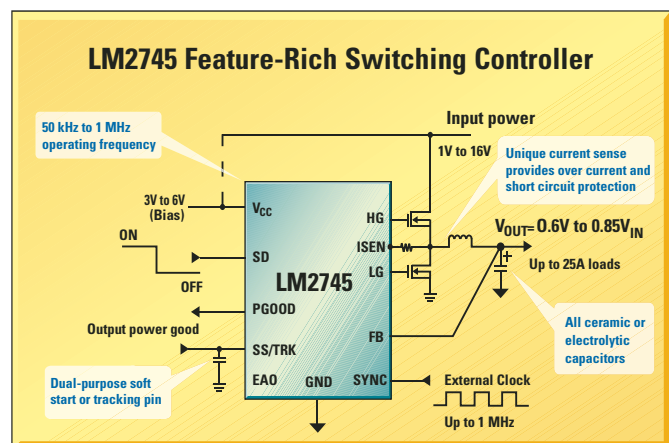 LM2745 Feature-Rich Switching Controller
50 kHz to 1 MHz
operating frequency
Input power
1V to 16V
Unique current sense
provides over current and
short circuit protection
3V to 6V
(Bias)
VCC
HG
ON
OFF
SD
ISEN
VOUT= 0.6V to 0.85VIN
LG
Up to 25A loads
LM2745
PGOOD
Output power good
FB
+
All ceramic or
electrolytic
capacitors
SS/TRK
Dual-purpose soft
start or tracking pin
EAO
GND
SYNC
External Clock
Up to 1 MHz